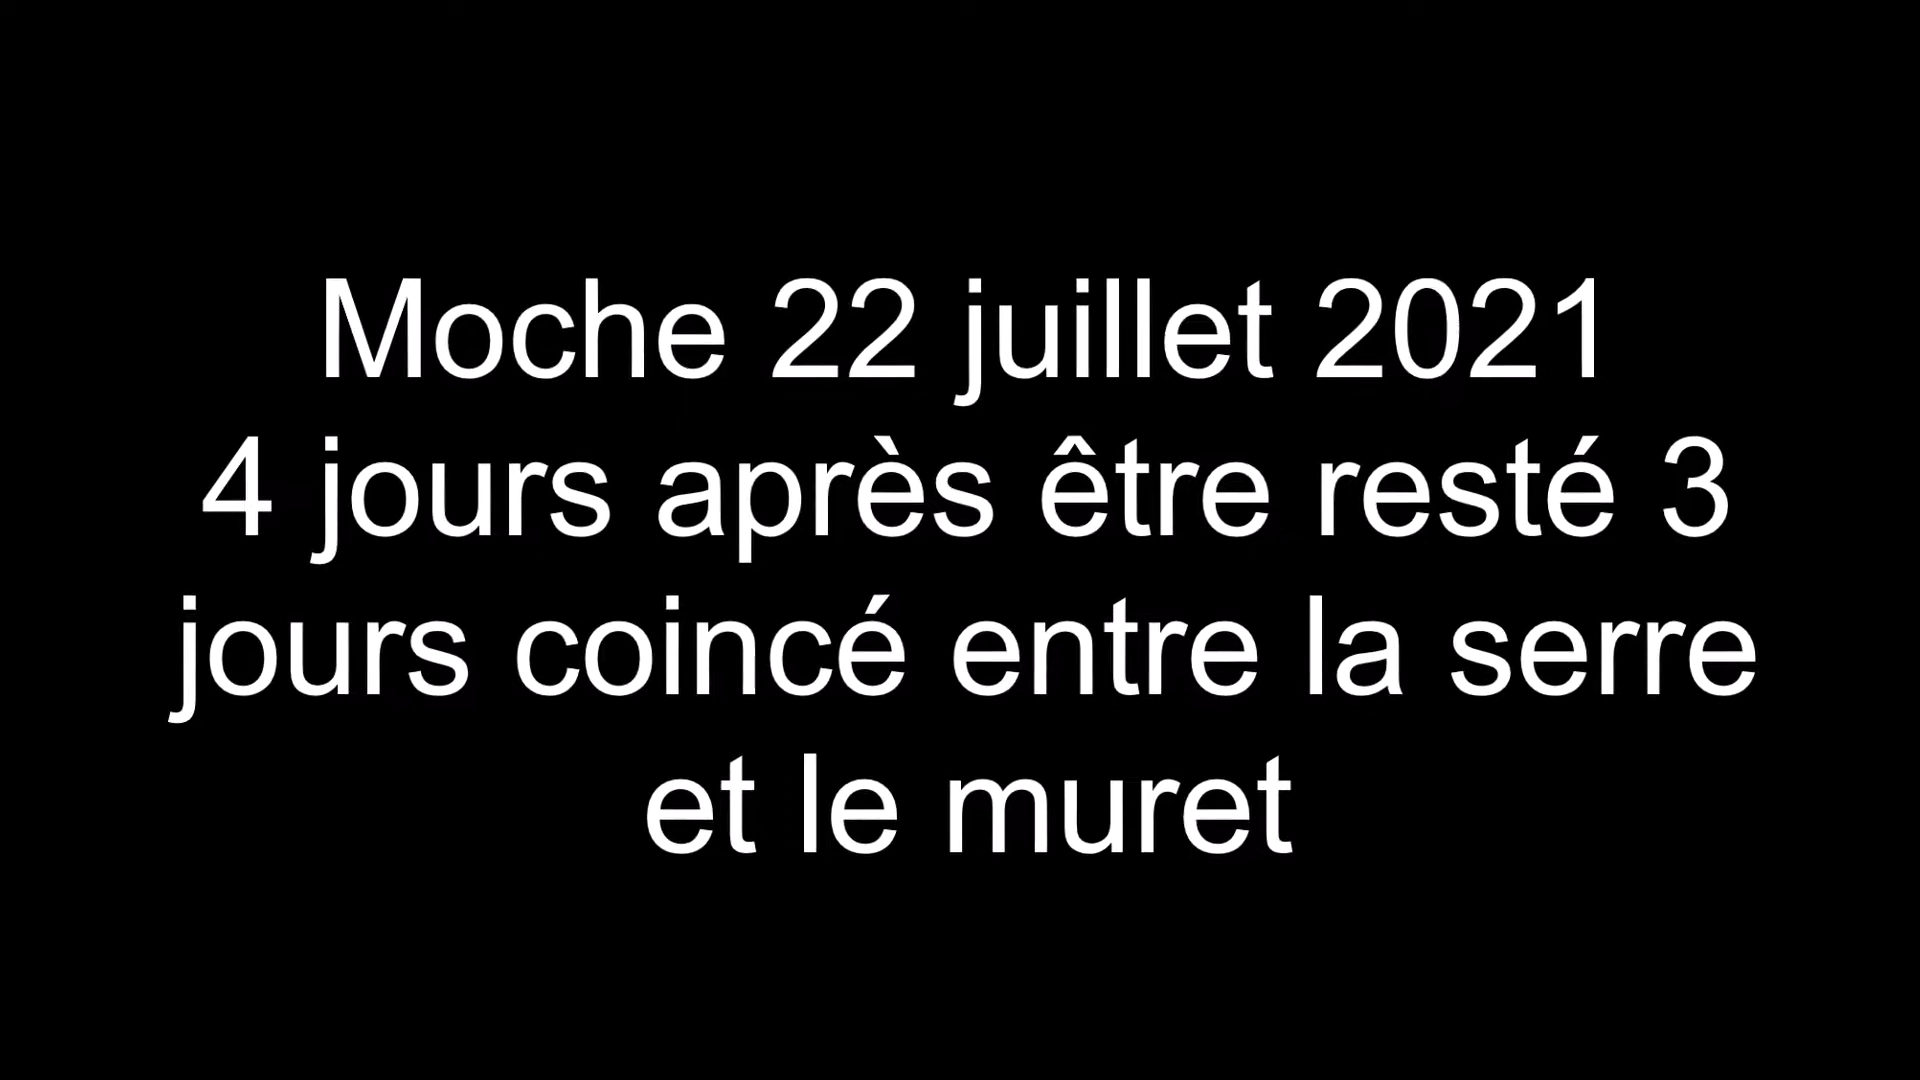 Moche 22 juillet 2021
4 jours après être resté 3
jours coincé entre la serre
et le muret